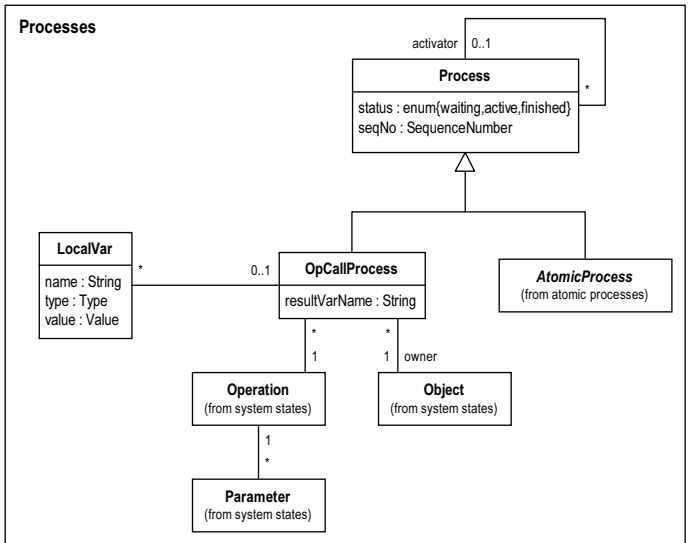 Processes
activator 0..1
Process
*
status : enum{waiting,active,finished}
seqNo : SequenceNumber
LocalVar
name : String
type : Type
value : Value
*
0..1
OpCallProcess
resultVarName : String
AtomicProcess
(from atomic processes)
* *
1 1 owner
Operation
(from system states)
Object
(from system states)
1
*
Parameter
(from system states)